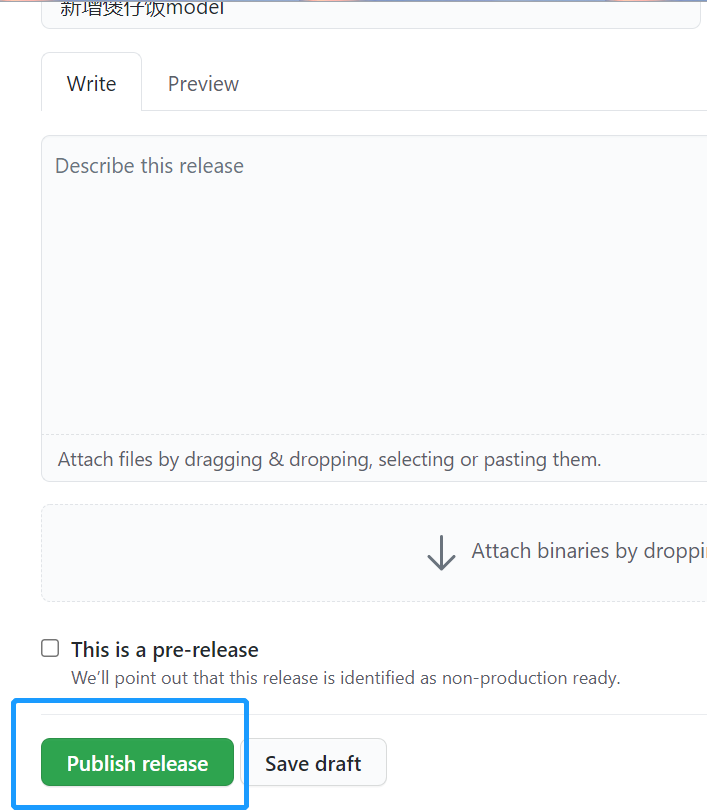 新增煲仔饭model
Write Preview
Describe this release
Attach files by dragging & dropping, selecting or pasting them.
Attach binaries by droppi
This is a pre-release
We'll point out that this release is identified as non-production ready.
Publish release Save draft